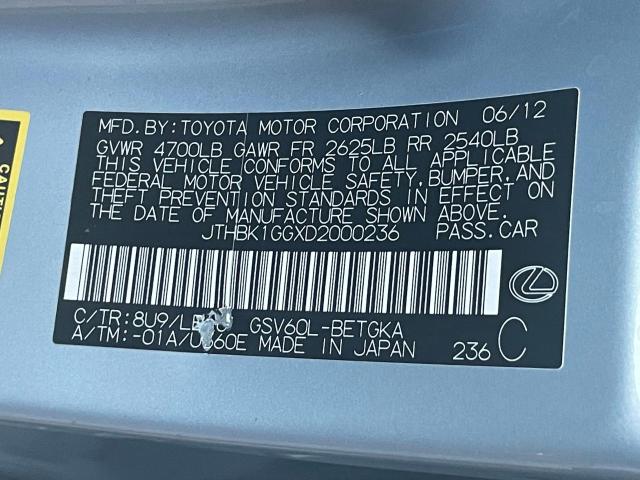 MFD. BY: TOYOTA MOTOR CORPORATION 06/12
GVWR 4700LB GAWR FR 2625LB RR 2540LB
THIS VEHICLE CONFORMS TO ALL APPLICABLE
FEDERAL MOTOR VEHICLE SAFETY, BUMPER, AND
THEFT PREVENTION STANDARDS IN EFFECT ON
THE DATE OF MANUFACTURE SHOWN ABOVE.
JTHBK1GGXD2000236 PASS.CAR
C/TR: 8U9/ GSV60L-BETGKA
A/TM: -01A/ MADE IN JAPAN 236 C